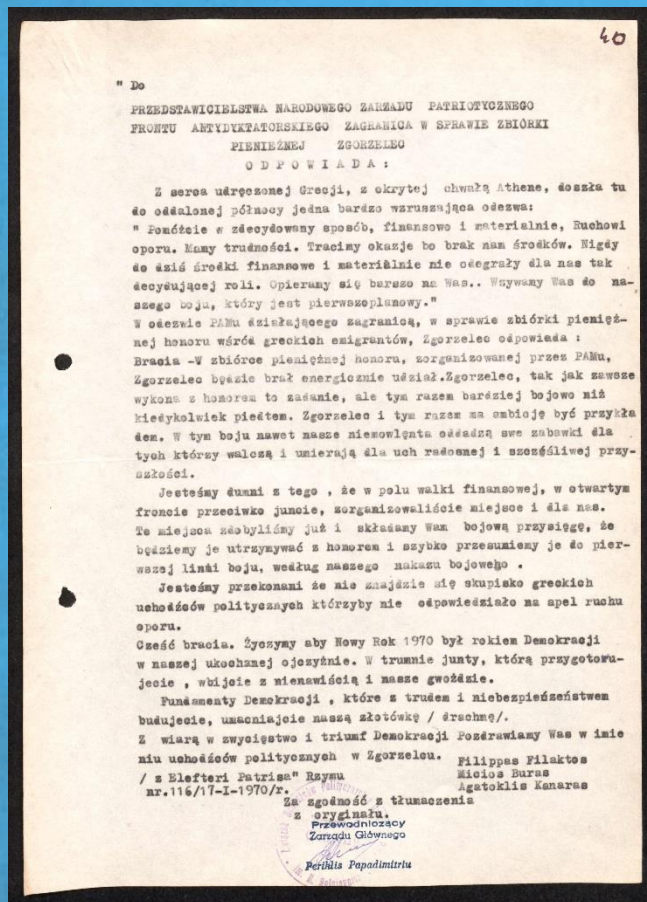 40
" Do
PRZEDSTAWICIELSTWA NARODOWEGO ZARZĄDU PATRIOTYCZNEGO
FRONTU ANTYDYKTATORSKIEGO ZAGRANICA W SPRAWIE ZBIÓRKI
PIENIEŻNEJ ZGORZELEC
O D P O W I A D A :
Z serca udręczonej Grecji, z okrytej chwałą Athene, doszła tu
do oddalonej północy jedna bardzo wzruszająca odezwa:
" Pomóżcie w zdecydowany sposób, finansowo i materialnie, Ruchowi
oporu. Mamy trudności. Tracimy okazje bo brak nam środków. Nigdy
do dziś środki finansowe i materiàlnie nie odegrały dla nas tak
decydującej roli. Opieramy się barszo na Was.. Wzywamy Was do na-
szego boju, który jest pierwszoplanowy."
W odezwie PAMu działającego zagranicą, w sprawie zbiórki pienięż-
nej honoru wśród greckich emigrantów, Zgorzelec odpowiada :
Bracia -W zbiórce pieniężnej honoru, zorganizowanej przez PAMu,
Zgorzelec będzie brał energicznie udział.Zgorzelec, tak jak zawsze
wykona z honorem to zadanie, ale tym razem bardziej bojowo niż
kiedykolwiek piedtem. Zgorzelec i tym razem ma ambicję być przykła
dem. W tym boju nawet nasze niemowlęnta oddadzą swe zabawki dla
tych którzy walczą i umierają dla uch radosnej i szczęśliwej przy-
szłości.
Jesteśmy dumni z tego , że w polu walki finansowej, w otwartym
froncie przeciwko juncie, zorganizowaliście miejsce i dla nas.
Te miejsca zdobyliśmy już i składamy Wam bojową przysięgę, że
będziemy je utrzymywać z honorem i szybko przesuniemy je do pier-
wszej linii boju, według naszego nakazu bojowego .
Jesteśmy przekonani że nie znajdzie się skupisko greckich
uchodźców politycznych którzyby nie odpowiedziało na apel ruchu
oporu.
Cześć bracia. Życzymy aby Nowy Rok 1970 był rokiem Demokracji
w naszej ukochanej ojczyźnie. W trumnie junty, którą przygotowu-
jecie , wbijcie z nienawiścią i nasze gwoździe.
Fundamenty Demokracji , które z trudem i niebezpieńzeństwem
budujecie, umacniajcie naszą złotówkę / drachmę/.
Z wiarą w zwycięstwo i triumf Demokracji Pozdrawiamy Was w imie
niu uchodźców politycznych w Zgorzelcu.
Filippas Filaktos
Micios Buras
Agatoklis Kanaras
/ z Elefteri Patrisa" Rzymu
nr.116/17-I-1970/r.
Za zgodność z tłumaczenia
z oryginału.
Przewodniczący
Zarządu Głównego
Periklis Papadimitriu